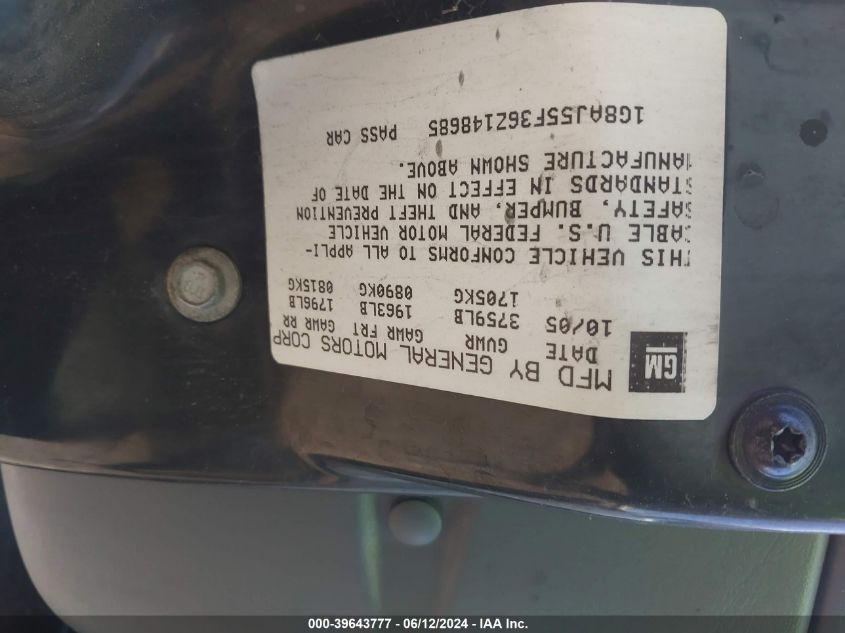 GM MFD BY GENERAL MOTORS CORP
DATE GVWR GAWR FRT GAWR RR
10/05 3759LB 1963LB 1796LB
1705KG 0890KG 0815KG
THIS VEHICLE CONFORMS TO ALL APPLI-
CABLE U.S. FEDERAL MOTOR VEHICLE
SAFETY, BUMPER, AND THEFT PREVENTION
STANDARDS IN EFFECT ON THE DATE OF
MANUFACTURE SHOWN ABOVE.
1G8AJ55F36Z148685 PASS CAR
000-39643777 - 06/12/2024 - IAA Inc.